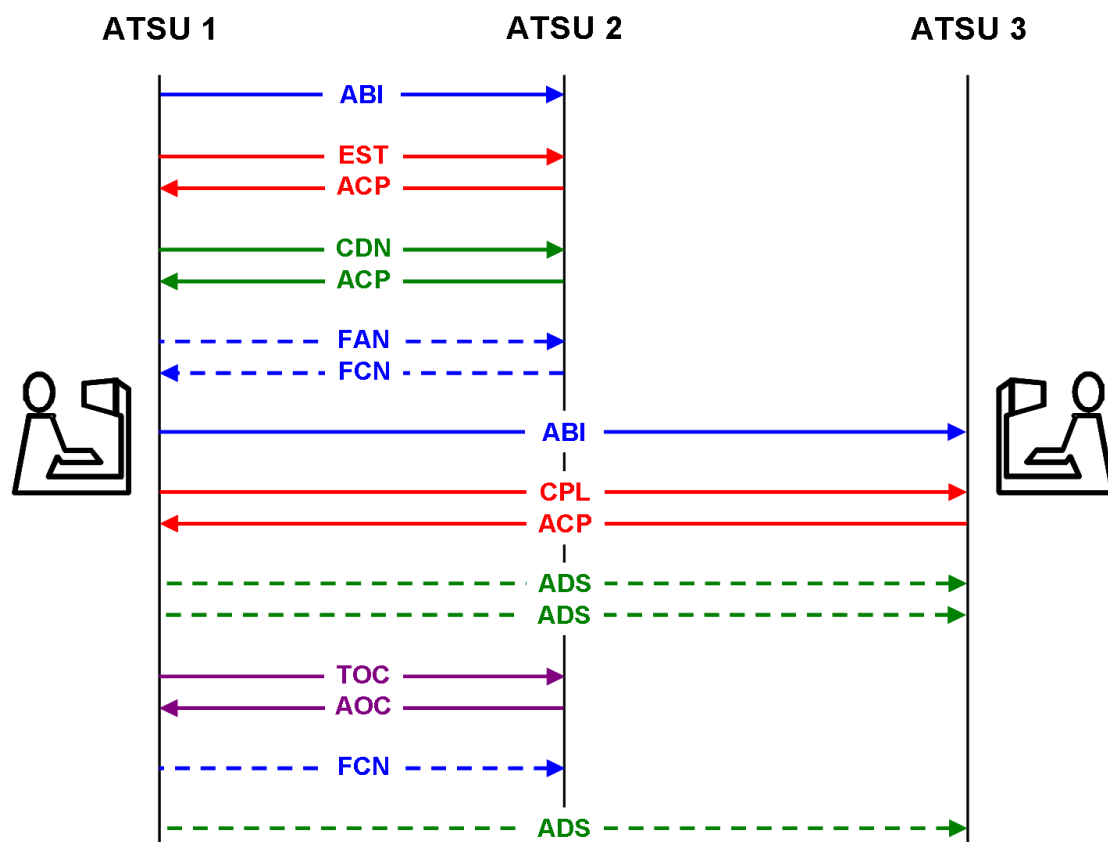 ATSU 1 ATSU 2 ATSU 3
ABI
EST
ACP
CDN
ACP
FAN
FCN
ABI
CPL
ACP
ADS
ADS
TOC
AOC
FCN
ADS